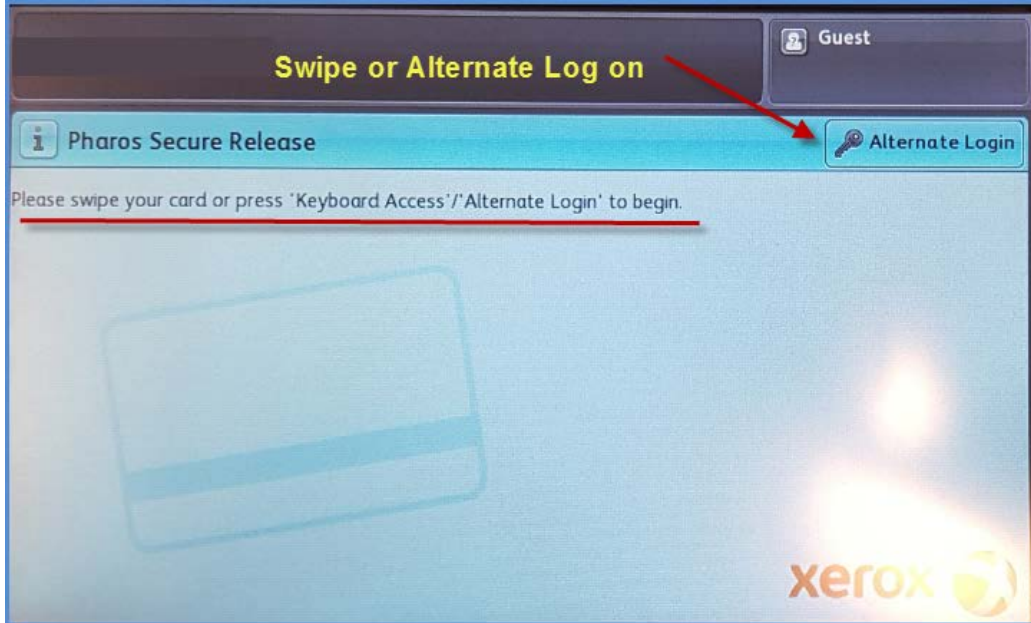 Guest
Swipe or Alternate Log on
Pharos Secure Release
Alternate Login
Please swipe your card or press 'Keyboard Access'/'Alternate Login' to begin.
xerox